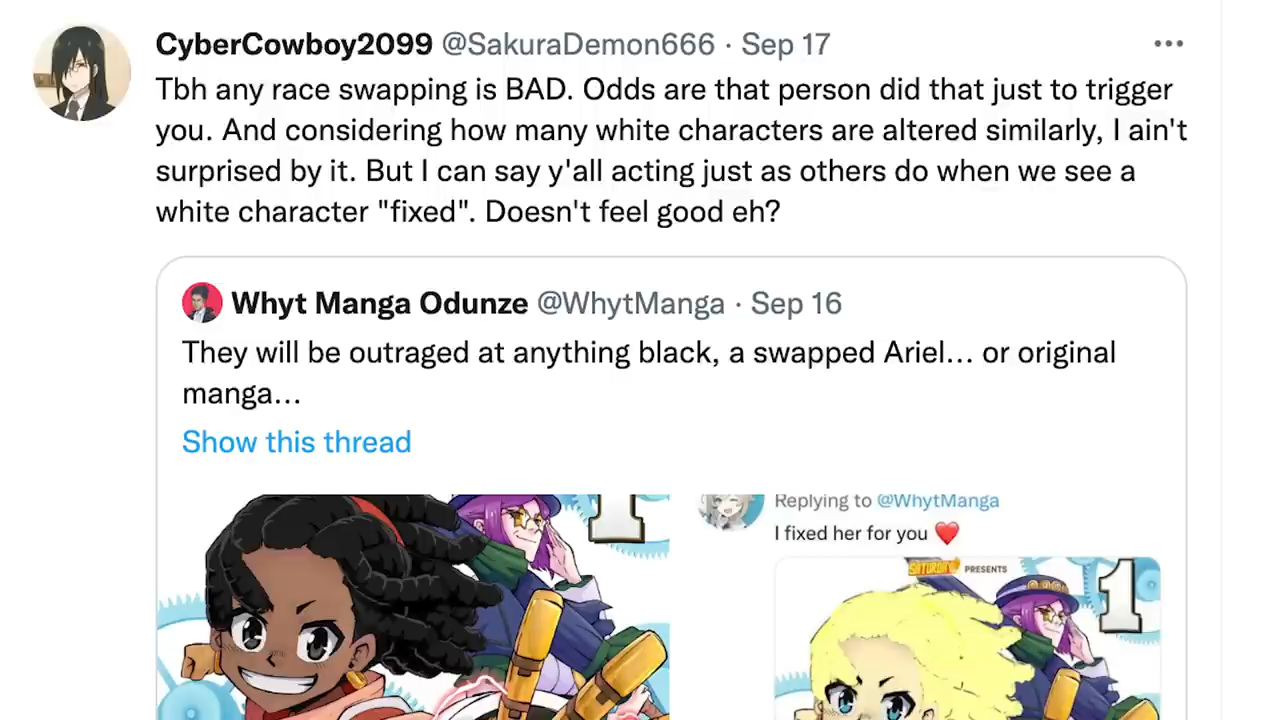 CyberCowboy2099 @SakuraDemon666 · Sep 17
Tbh any race swapping is BAD. Odds are that person did that just to trigger
you. And considering how many white characters are altered similarly, I ain't
surprised by it. But I can say y'all acting just as others do when we see a
white character "fixed". Doesn't feel good eh?
Whyt Manga Odunze @WhytManga · Sep 16
They will be outraged at anything black, a swapped Ariel... or original
manga...
Show this thread
1
Replying to @WhytManga
I fixed her for you ❤️
SATURDAY PRESENTS
1